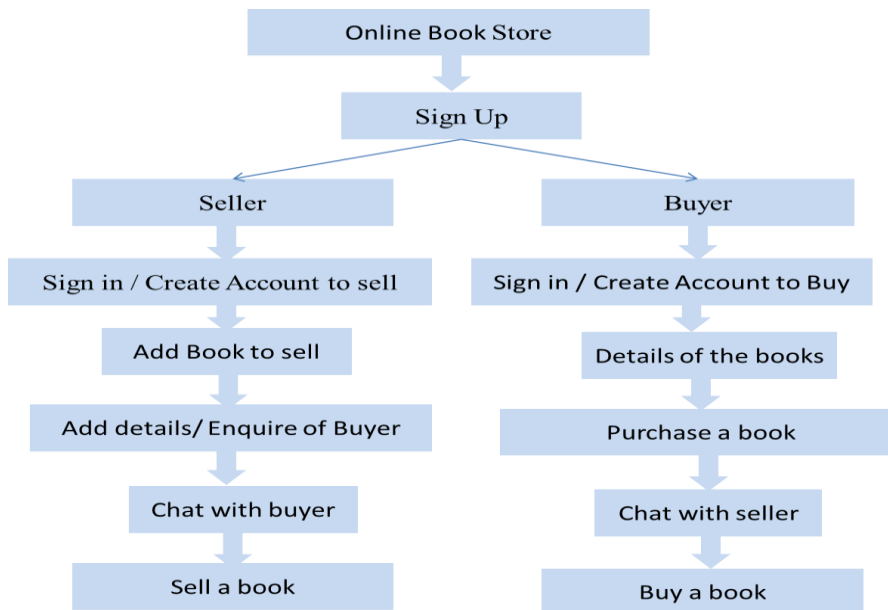 Online Book Store
Sign Up
Seller
Buyer
Sign in / Create Account to sell
Sign in / Create Account to Buy
Add Book to sell
Details of the books
Add details/ Enquire of Buyer
Purchase a book
Chat with buyer
Chat with seller
Sell a book
Buy a book